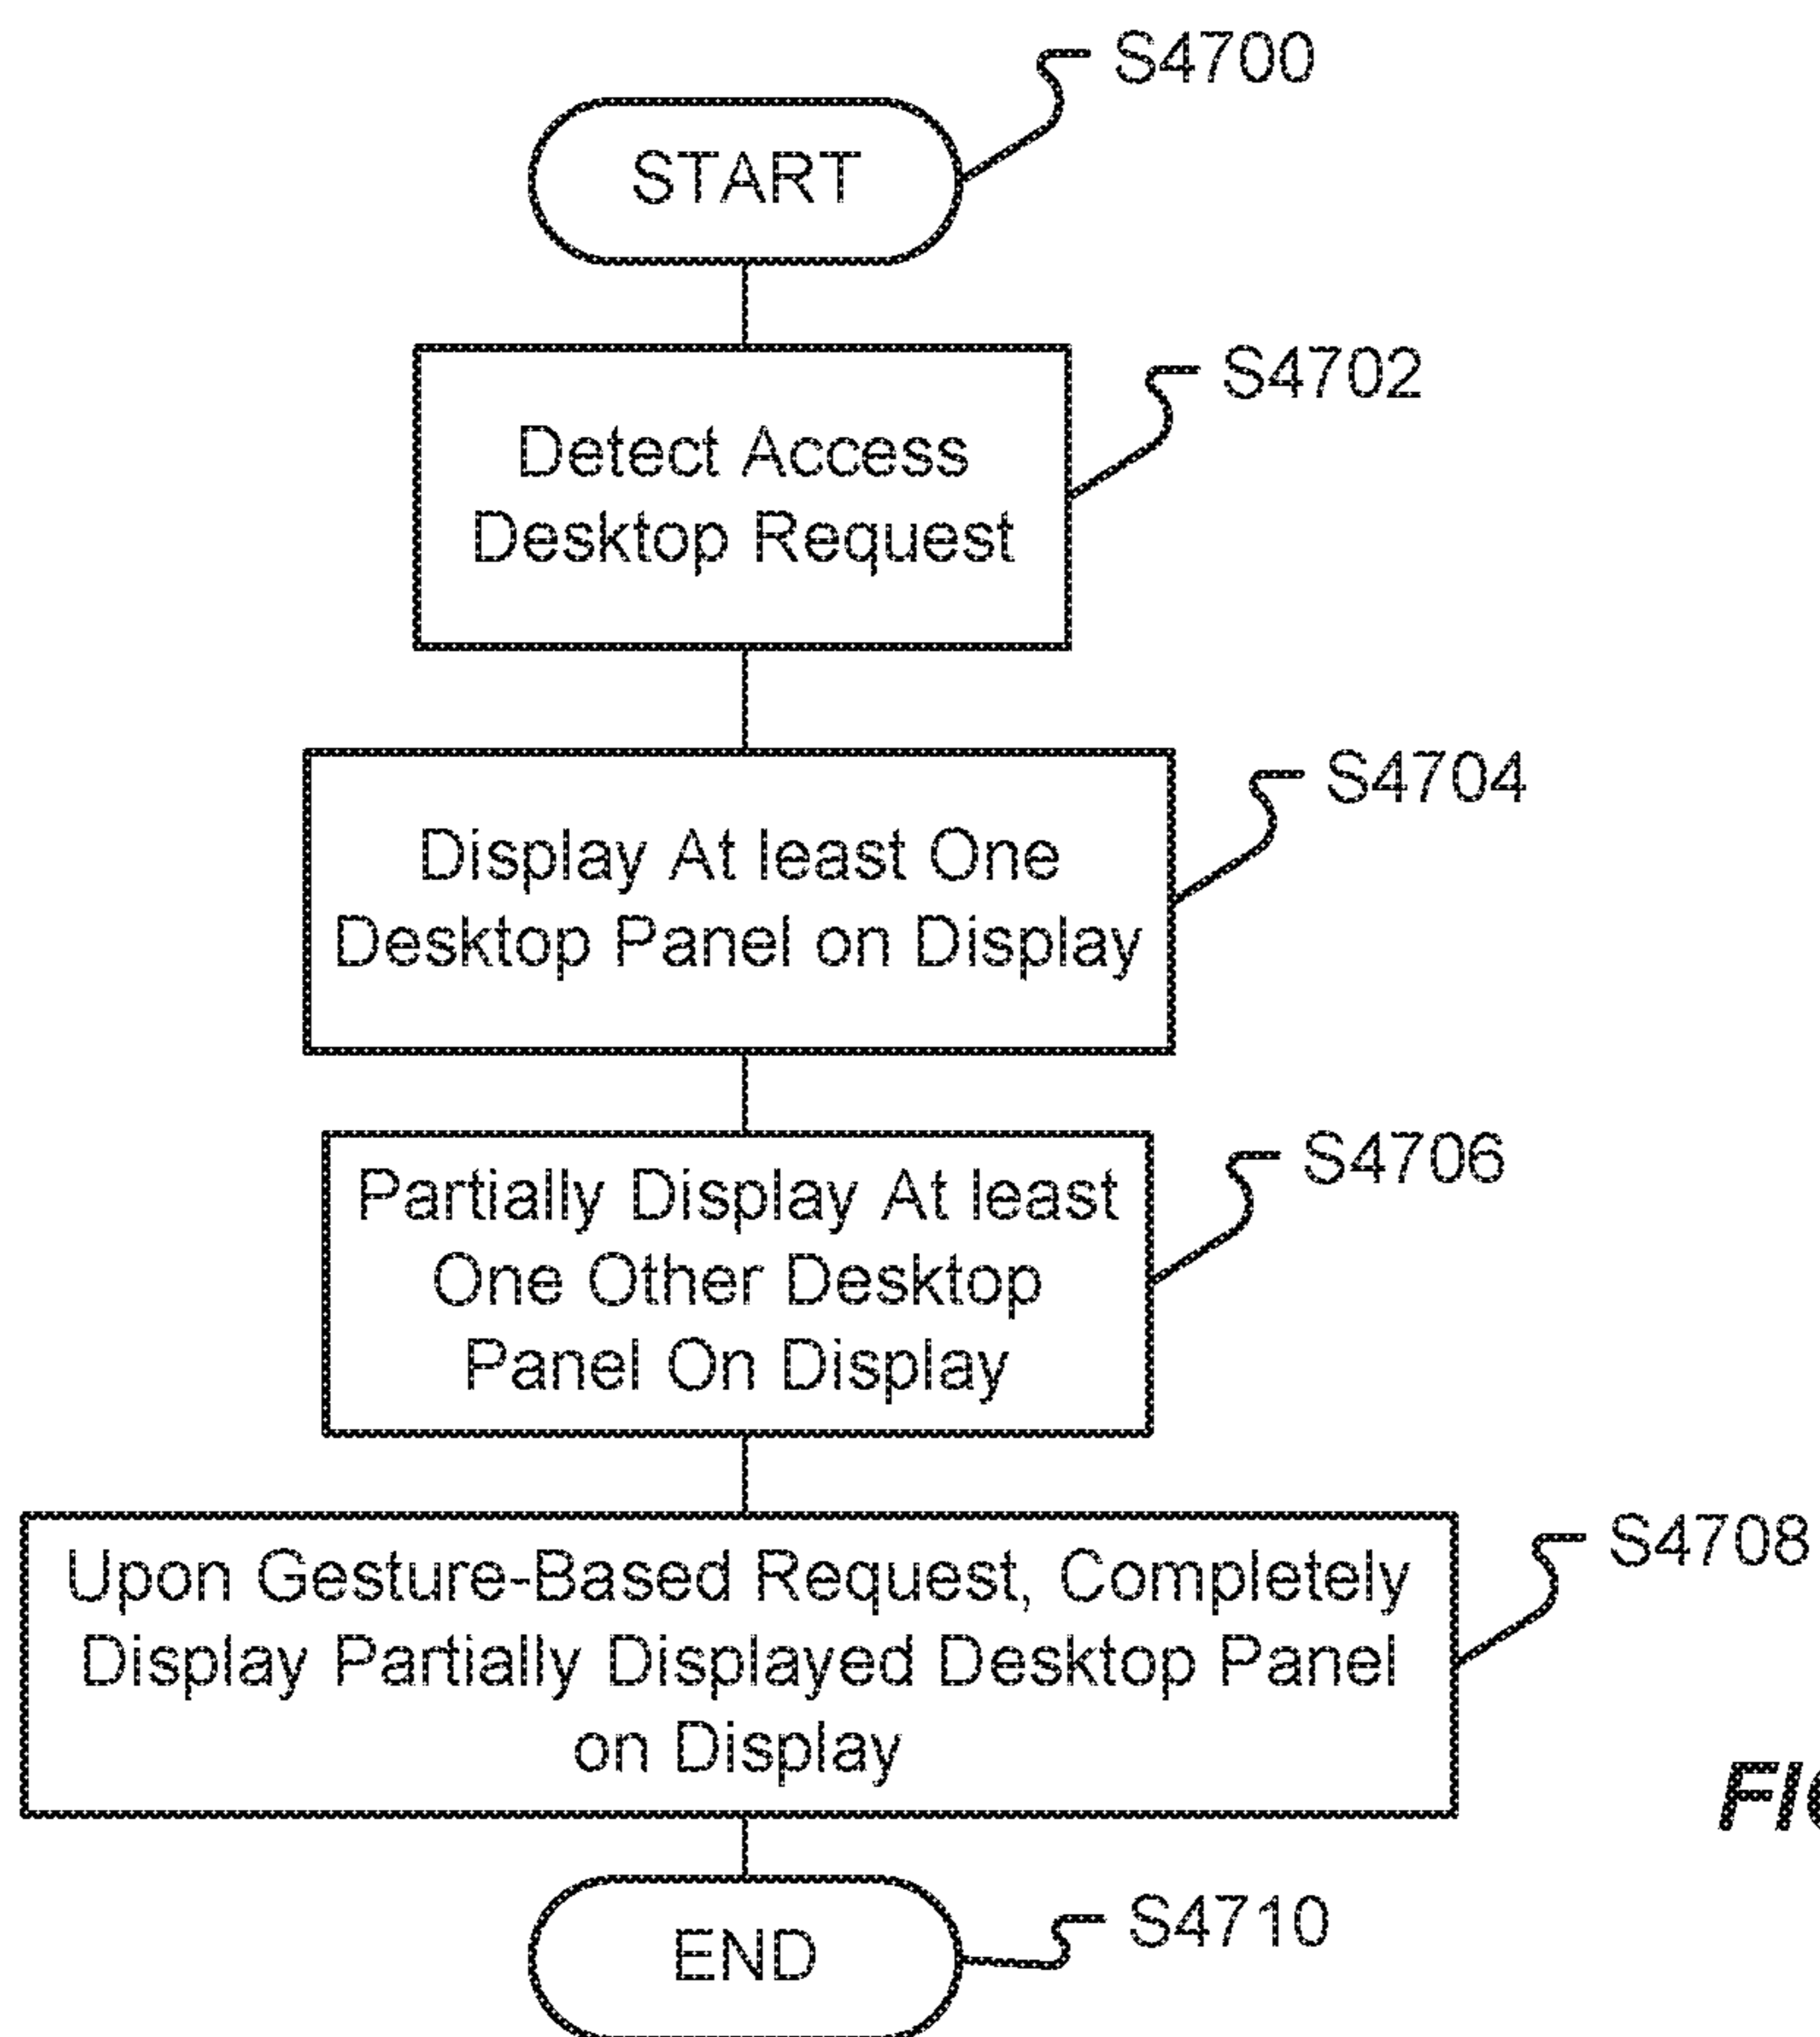 S4700
START
S4702
Detect Access
Desktop Request
S4704
Display At least One
Desktop Panel on Display
S4706
Partially Display At least
One Other Desktop
Panel On Display
S4708
Upon Gesture-Based Request, Completely
Display Partially Displayed Desktop Panel
on Display
S4710
END